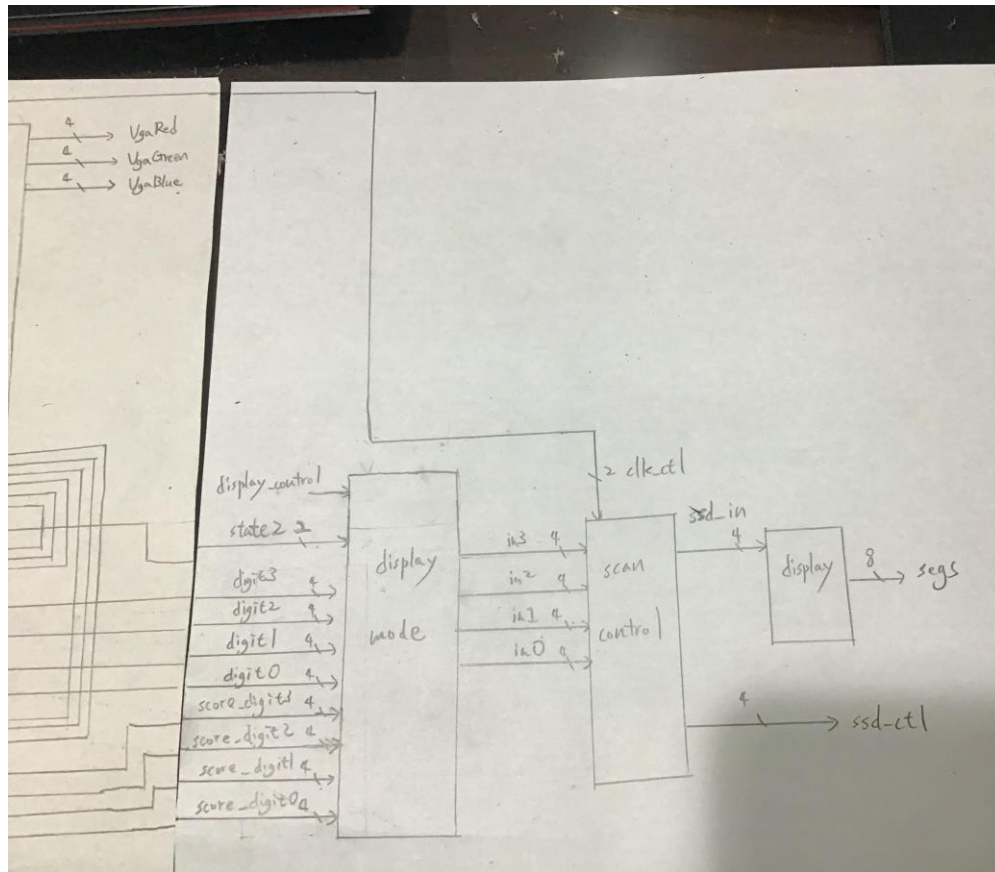 4 VgaRed
4 VgaGreen
4 VgaBlue
display_control
state2 2
digit3 4
digit2 4
digit1 4
digit0 4
score_digit3 4
score_digit2 4
score_digit1 4
score_digit0 4
display
mode
in3 4
in2 4
in1 4
in0 4
2 clk_ctl
scan
control
ssd_in
4
display
8
segs
4
ssd_ctl